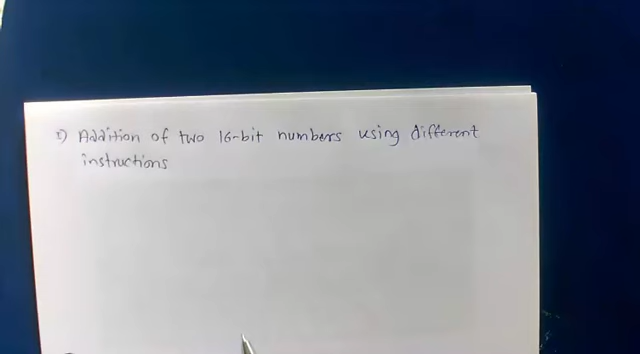 1) Addition of two 16-bit numbers using different
instructions